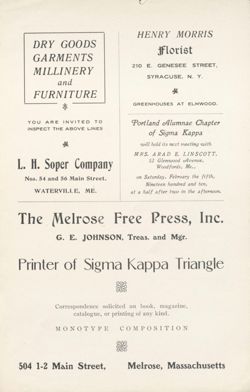 DRY GOODS
GARMENTS
MILLINERY
and
FURNITURE
YOU ARE INVITED TO
INSPECT THE ABOVE LINES
L. H. Soper Company
Nos. 54 and 56 Main Street.
WATERVILLE, ME.
HENRY MORRIS
Florist
210 E. GENESEE STREET,
SYRACUSE, N. Y.
GREENHOUSES AT ELMWOOD.
Portland Alumnae Chapter
of Sigma Kappa
will hold its next meeting with
MRS. ARAD E. LINSCOTT,
52 Glenwood Avenue,
Woodfords, Me.,
on Saturday, February the fifth,
Nineteen hundred and ten,
at a half after two in the afternoon.
The Melrose Free Press, Inc.
G. E. JOHNSON, Treas. and Mgr.
Printer of Sigma Kappa Triangle
Correspondence solicited on book, magazine,
catalogue, or printing of any kind.
MONOTYPE COMPOSITION
504 1-2 Main Street, Melrose, Massachusetts